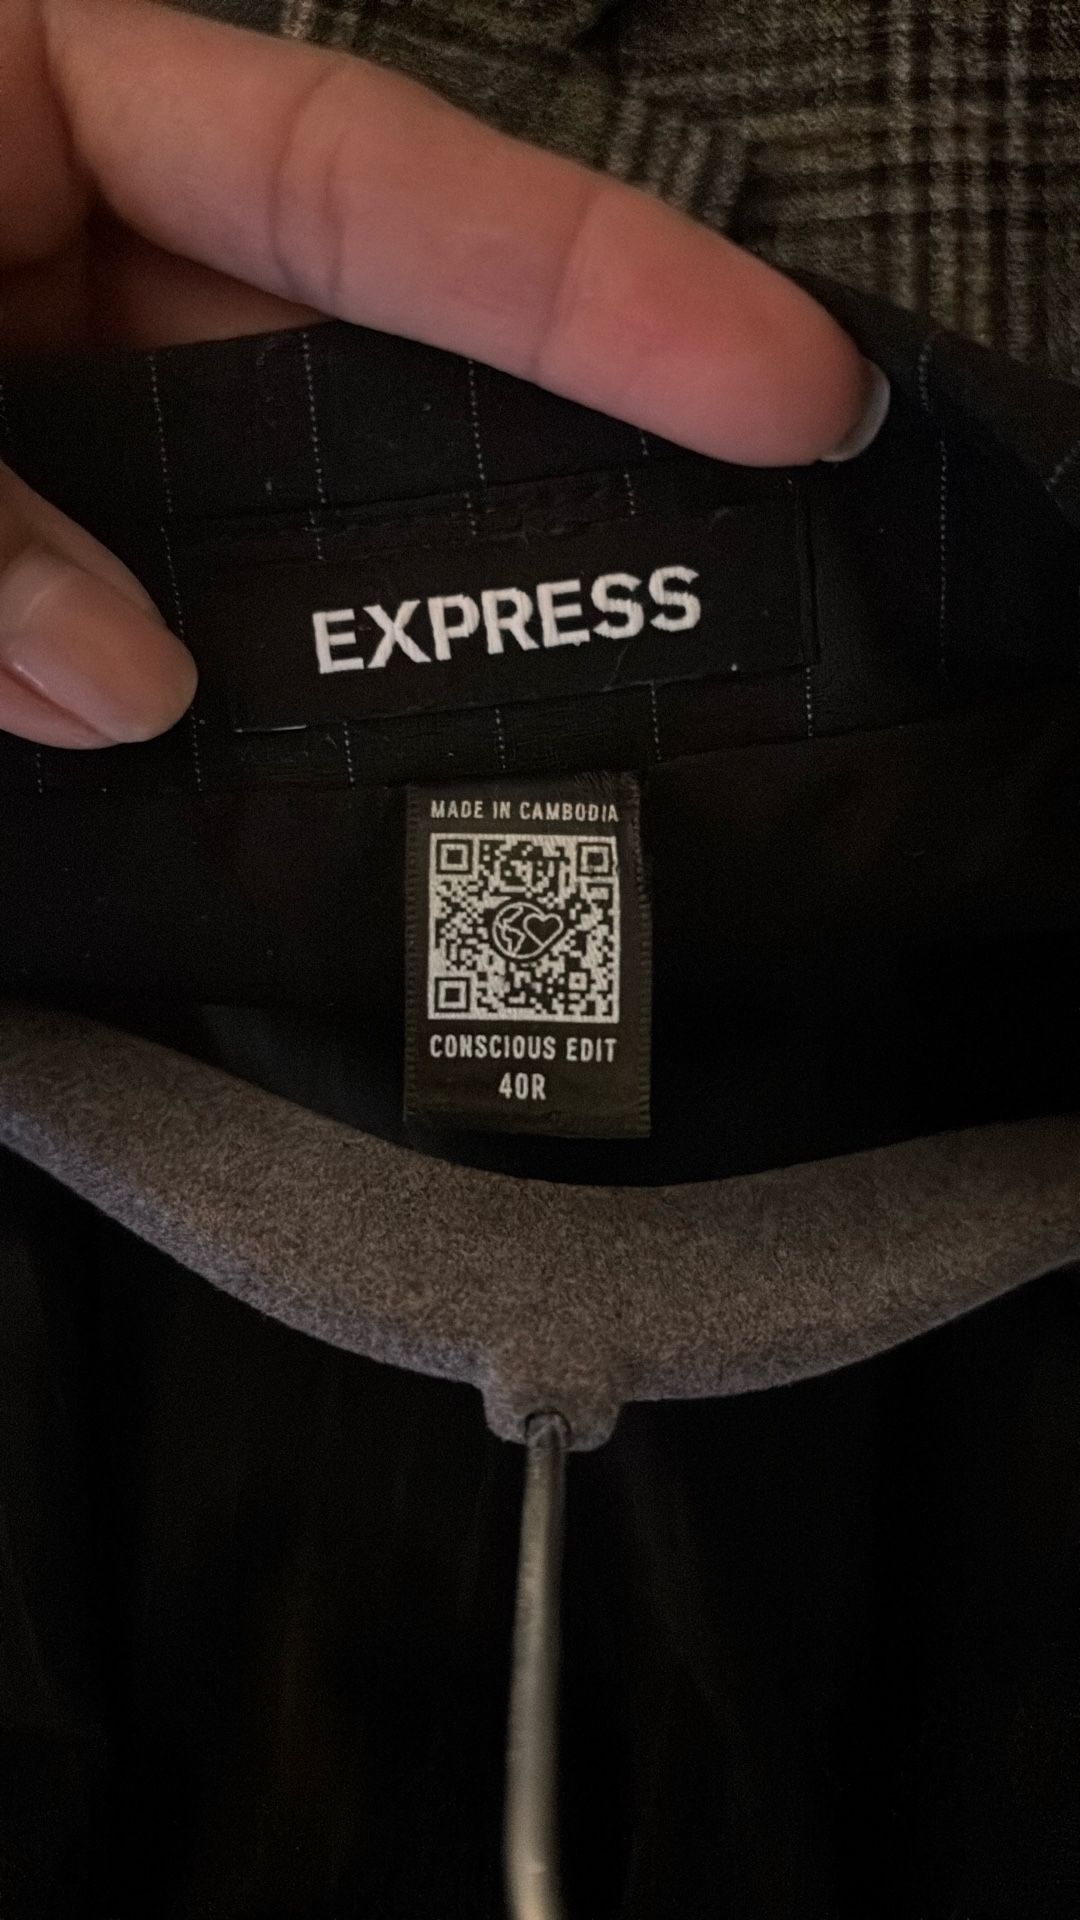 EXPRESS
MADE IN CAMBODIA
CONSCIOUS EDIT
40R